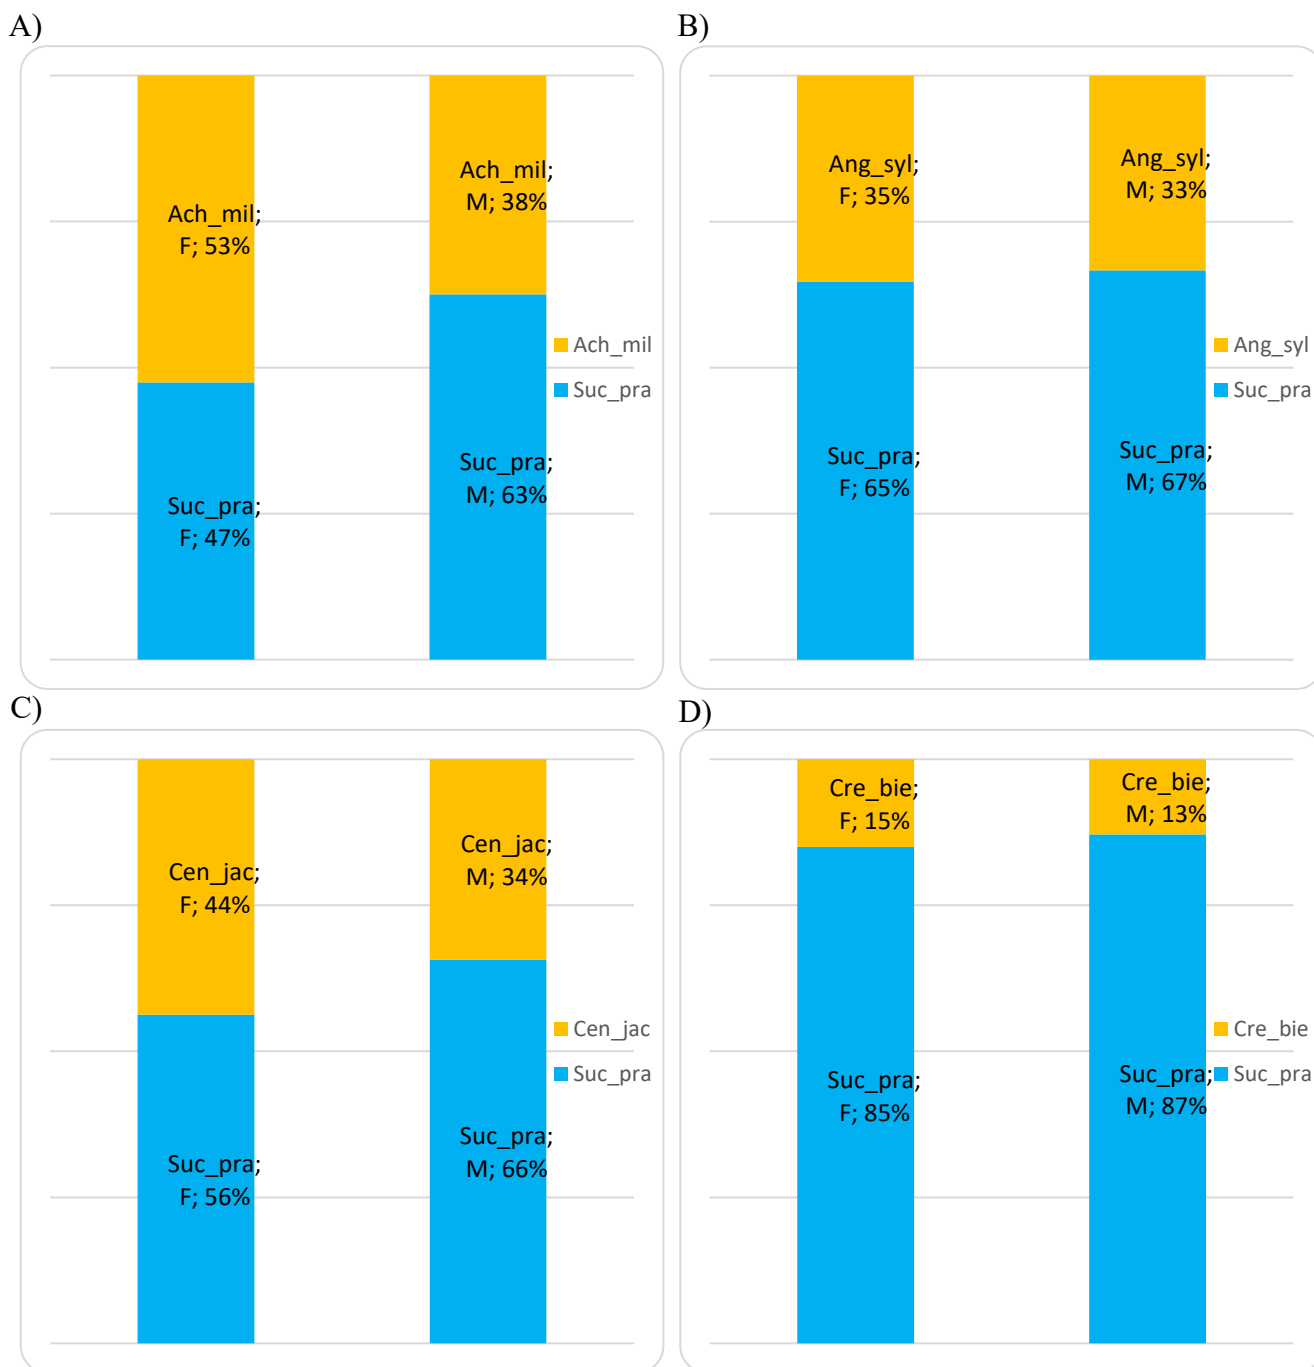 A)
Ach_mil;
F; 53%
Ach_mil;
M; 38%
Suc_pra;
F; 47%
Suc_pra;
M; 63%
Ach_mil
Suc_pra
B)
Ang_syl;
F; 35%
Ang_syl;
M; 33%
Suc_pra;
F; 65%
Suc_pra;
M; 67%
Ang_syl
Suc_pra
C)
Cen_jac;
F; 44%
Cen_jac;
M; 34%
Suc_pra;
F; 56%
Suc_pra;
M; 66%
Cen_jac
Suc_pra
D)
Cre_bie;
F; 15%
Cre_bie;
M; 13%
Suc_pra;
F; 85%
Suc_pra;
M; 87%
Cre_bie
Suc_pra